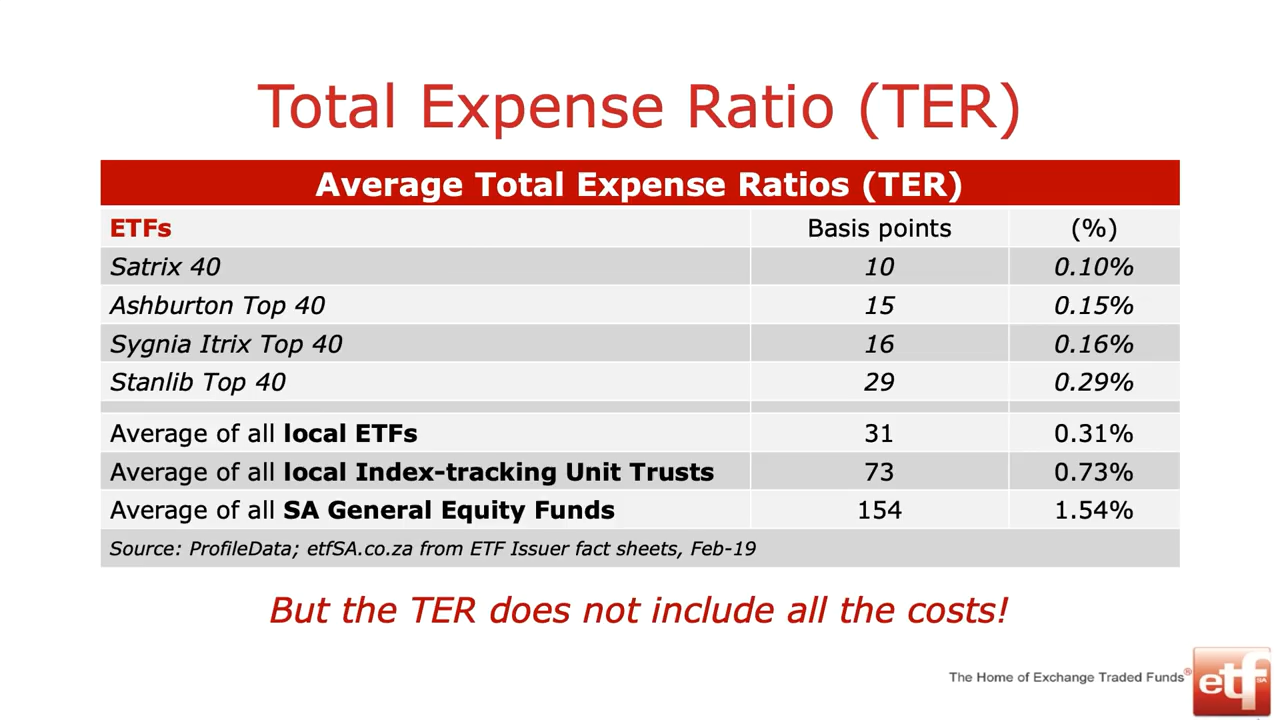 Total Expense Ratio (TER)
Average Total Expense Ratios (TER)
ETFs Basis points (%)
Satrix 40 10 0.10%
Ashburton Top 40 15 0.15%
Sygnia Itrix Top 40 16 0.16%
Stanlib Top 40 29 0.29%
Average of all local ETFs 31 0.31%
Average of all local Index-tracking Unit Trusts 73 0.73%
Average of all SA General Equity Funds 154 1.54%
Source: ProfileData; etfSA.co.za from ETF Issuer fact sheets, Feb-19
But the TER does not include all the costs!
The Home of Exchange Traded Funds®
etf SA